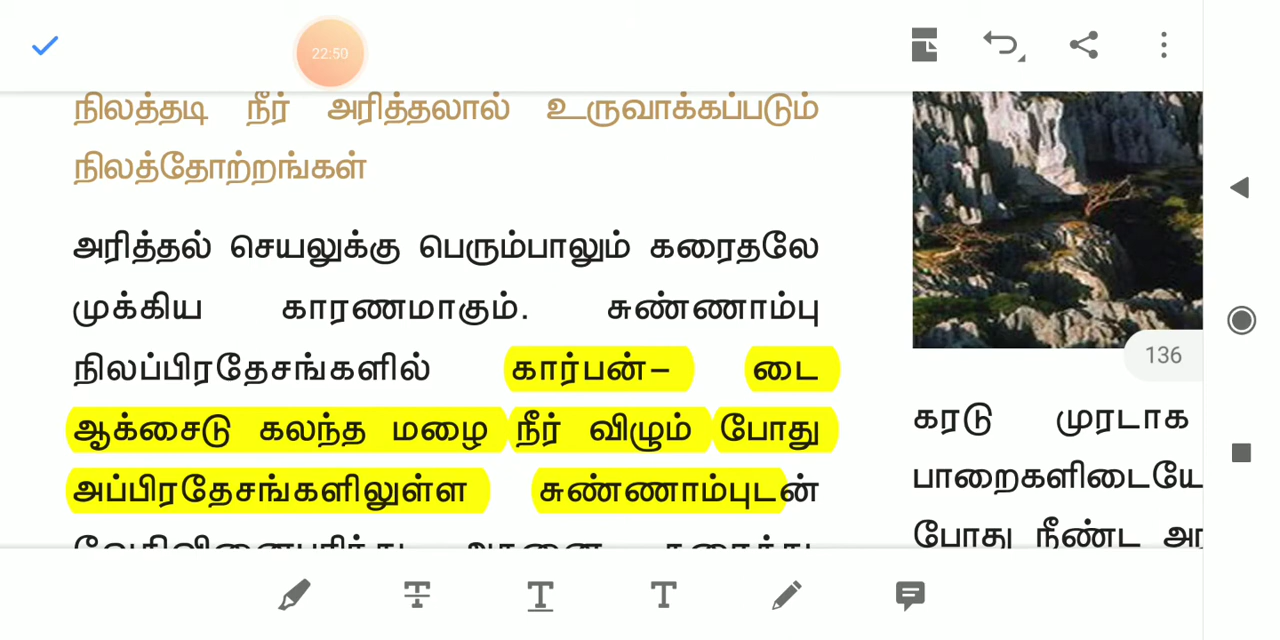 22:50
நிலத்தடி நீர் அரித்தலால் உருவாக்கப்படும்
நிலத்தோற்றங்கள்
அரித்தல் செயலுக்கு பெரும்பாலும் கரைதலே
முக்கிய காரணமாகும். சுண்ணாம்பு
நிலப்பிரதேசங்களில் கார்பன்– டை
ஆக்சைடு கலந்த மழை நீர் விழும் போது
அப்பிரதேசங்களிலுள்ள சுண்ணாம்புடன்
136
கரடு முரடாக
பாறைகளிடையே
போது நீண்ட